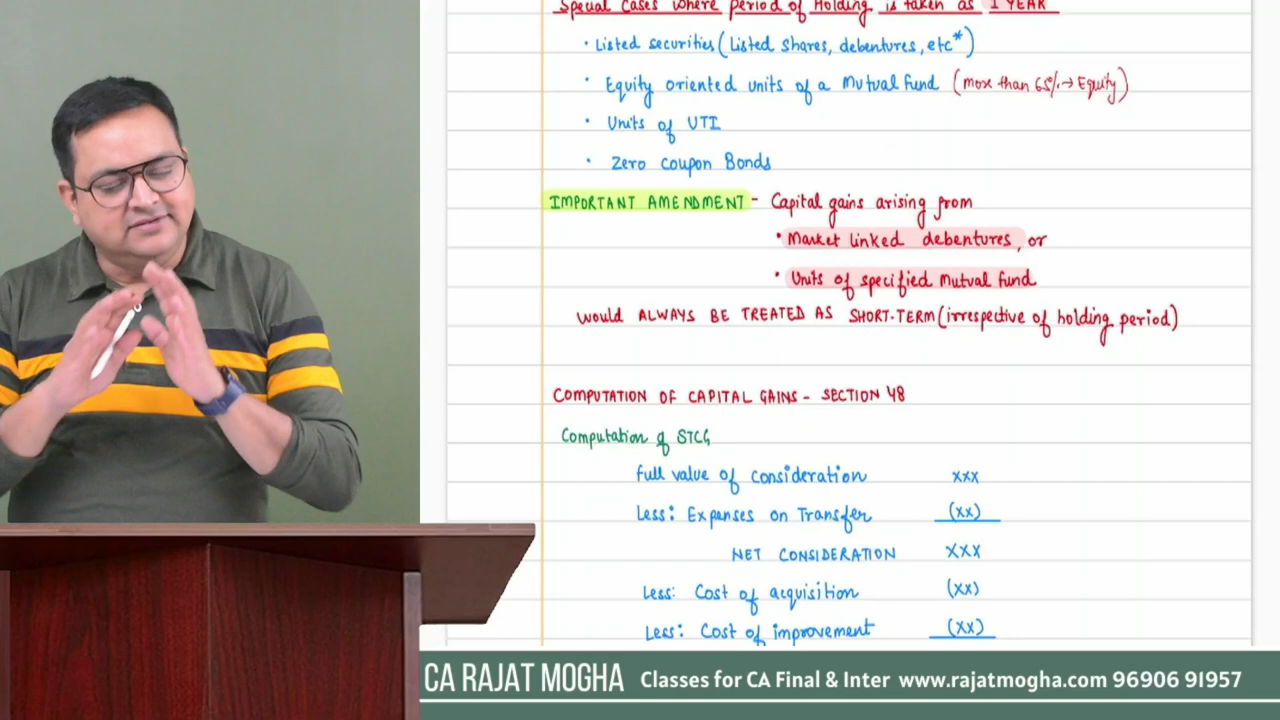 Special Cases where period of Holding is taken as 1 YEAR
• Listed securities (Listed shares, debentures, etc*)
• Equity oriented units of a Mutual Fund (more than 65% → Equity)
• Units of UTI
• Zero Coupon Bonds
IMPORTANT AMENDMENT - Capital gains arising from
• Market linked debentures, or
• Units of specified Mutual Fund
would ALWAYS BE TREATED AS SHORT-TERM (irrespective of holding period)
COMPUTATION OF CAPITAL GAINS - SECTION 48
Computation of STCG
Full value of consideration xxx
Less: Expenses on Transfer (xx)
NET CONSIDERATION xxx
Less: Cost of acquisition (xx)
Less: Cost of improvement (xx)
CA RAJAT MOGHA Classes for CA Final & Inter www.rajatmogha.com 96906 91957